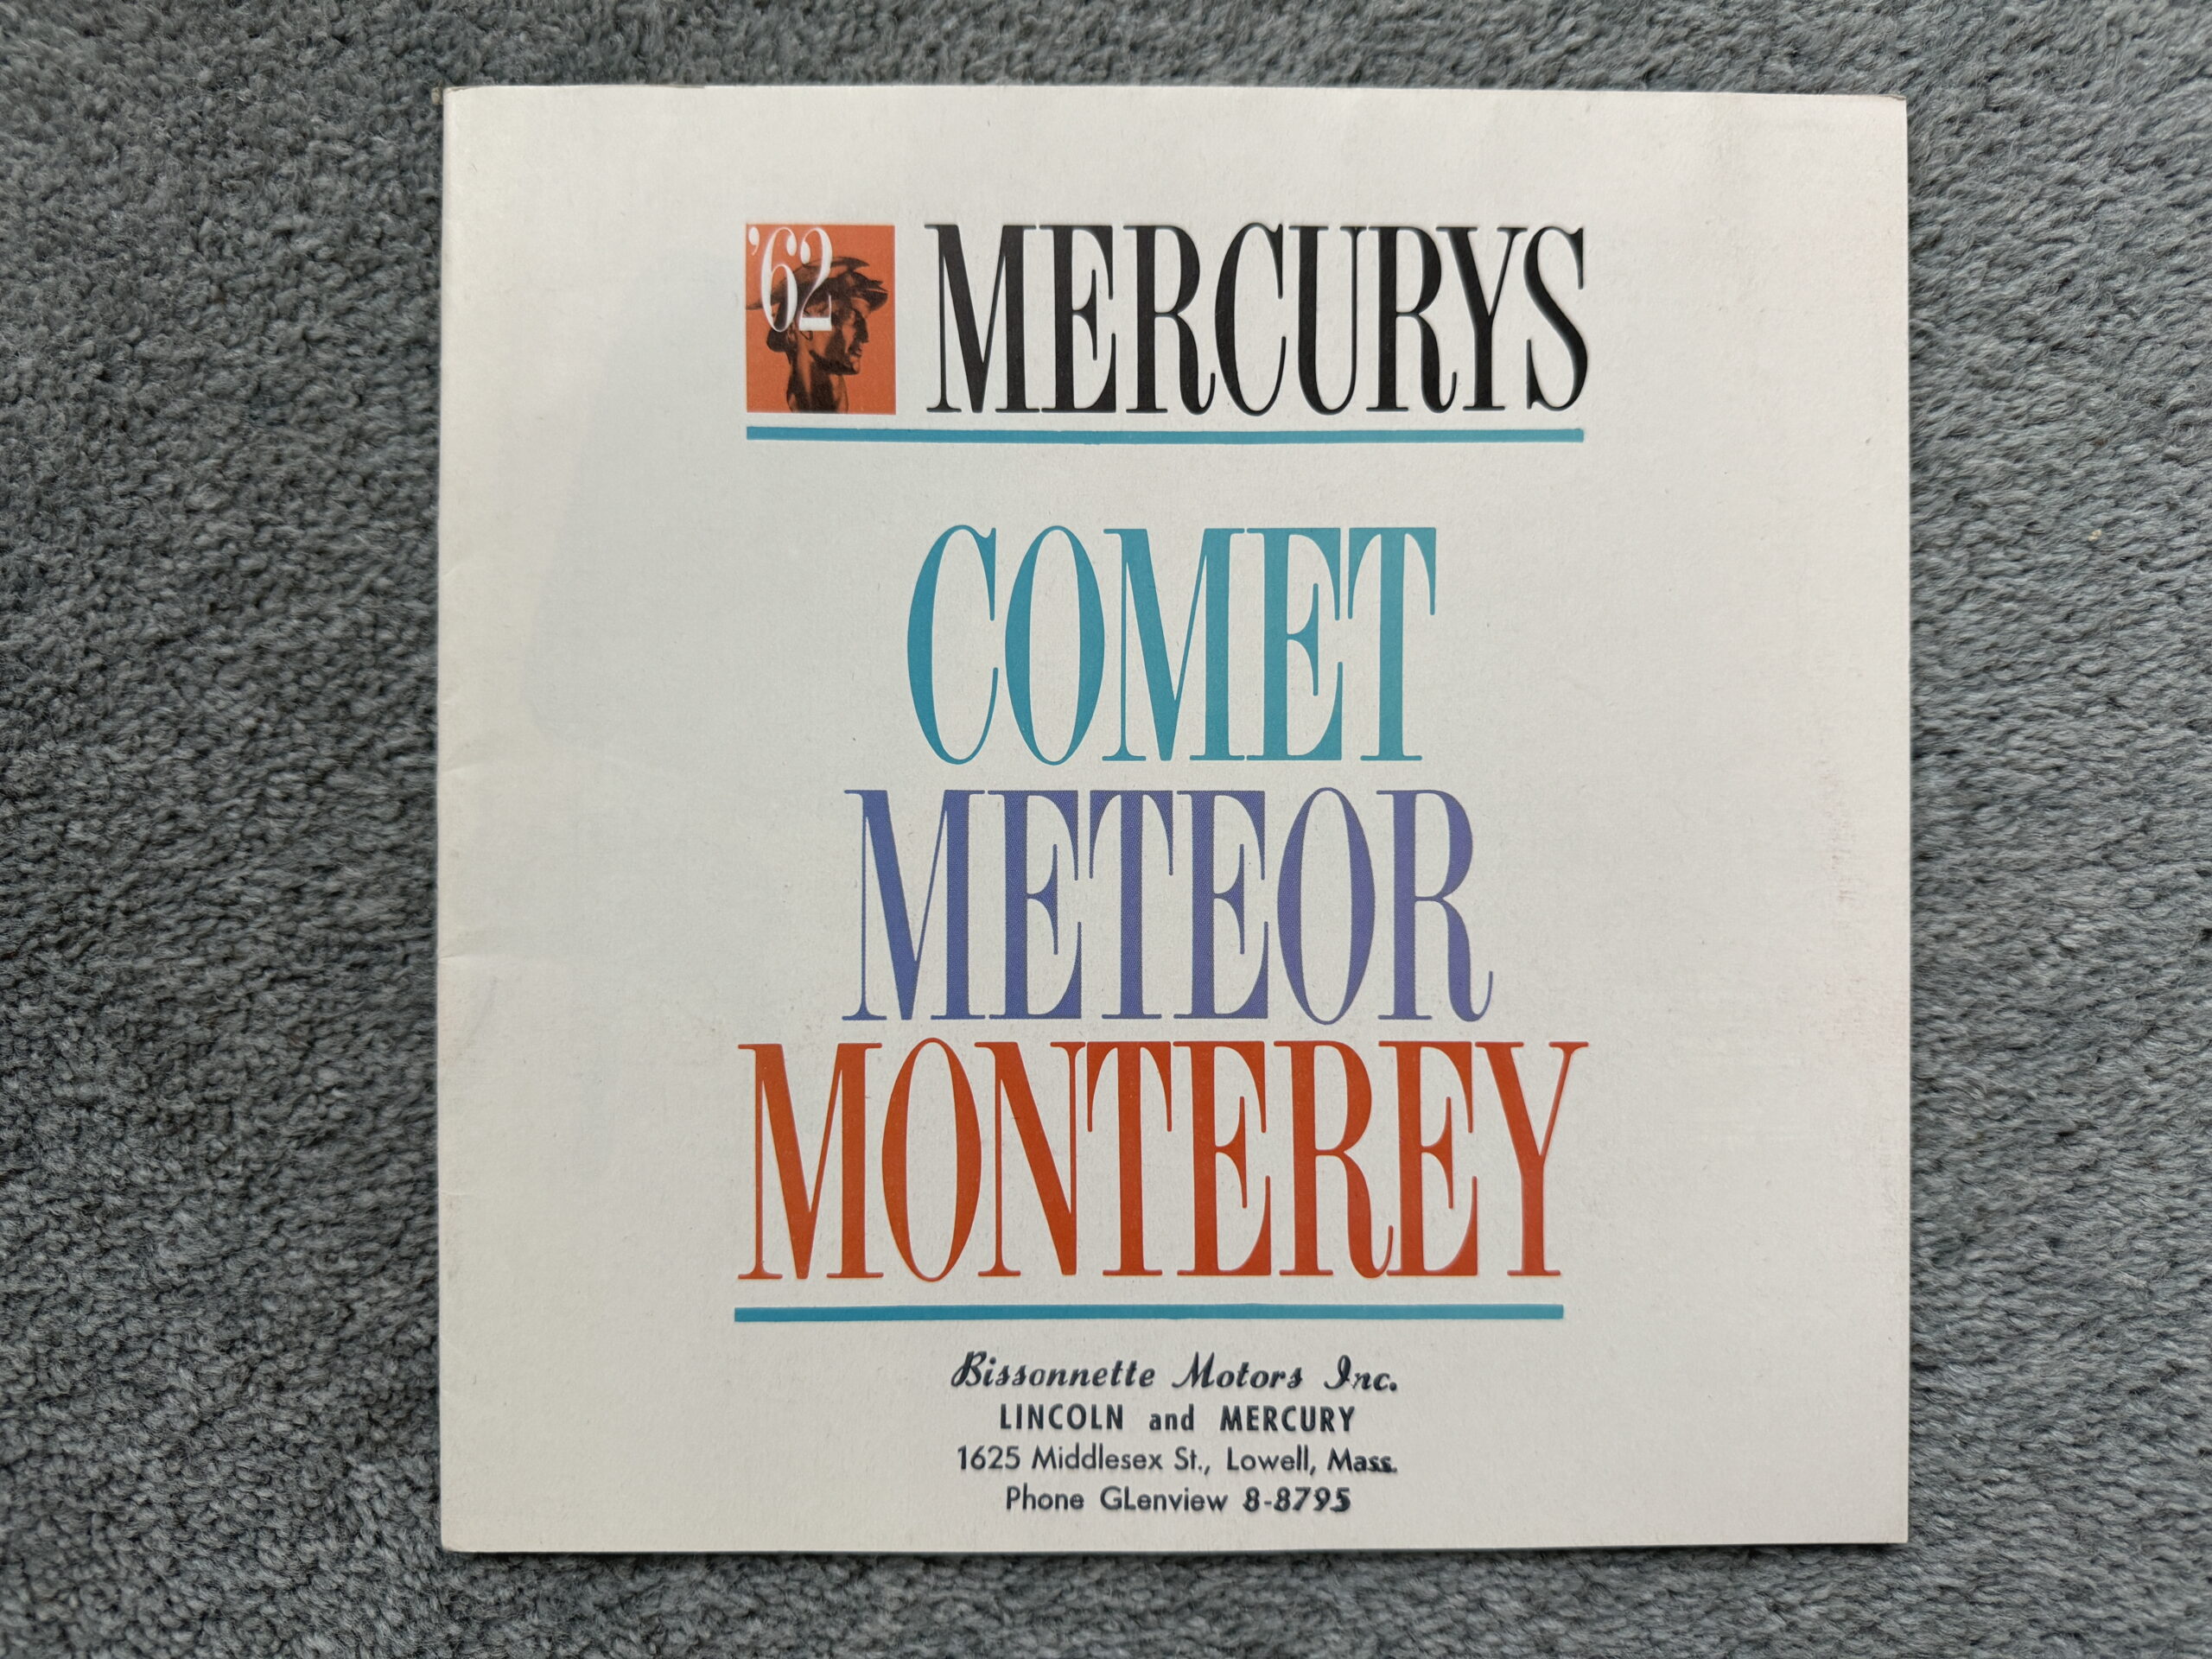 '62 MERCURYS
COMET
METEOR
MONTEREY
Bissonnette Motors Inc.
LINCOLN and MERCURY
1625 Middlesex St., Lowell, Mass.
Phone GLenview 8-8795